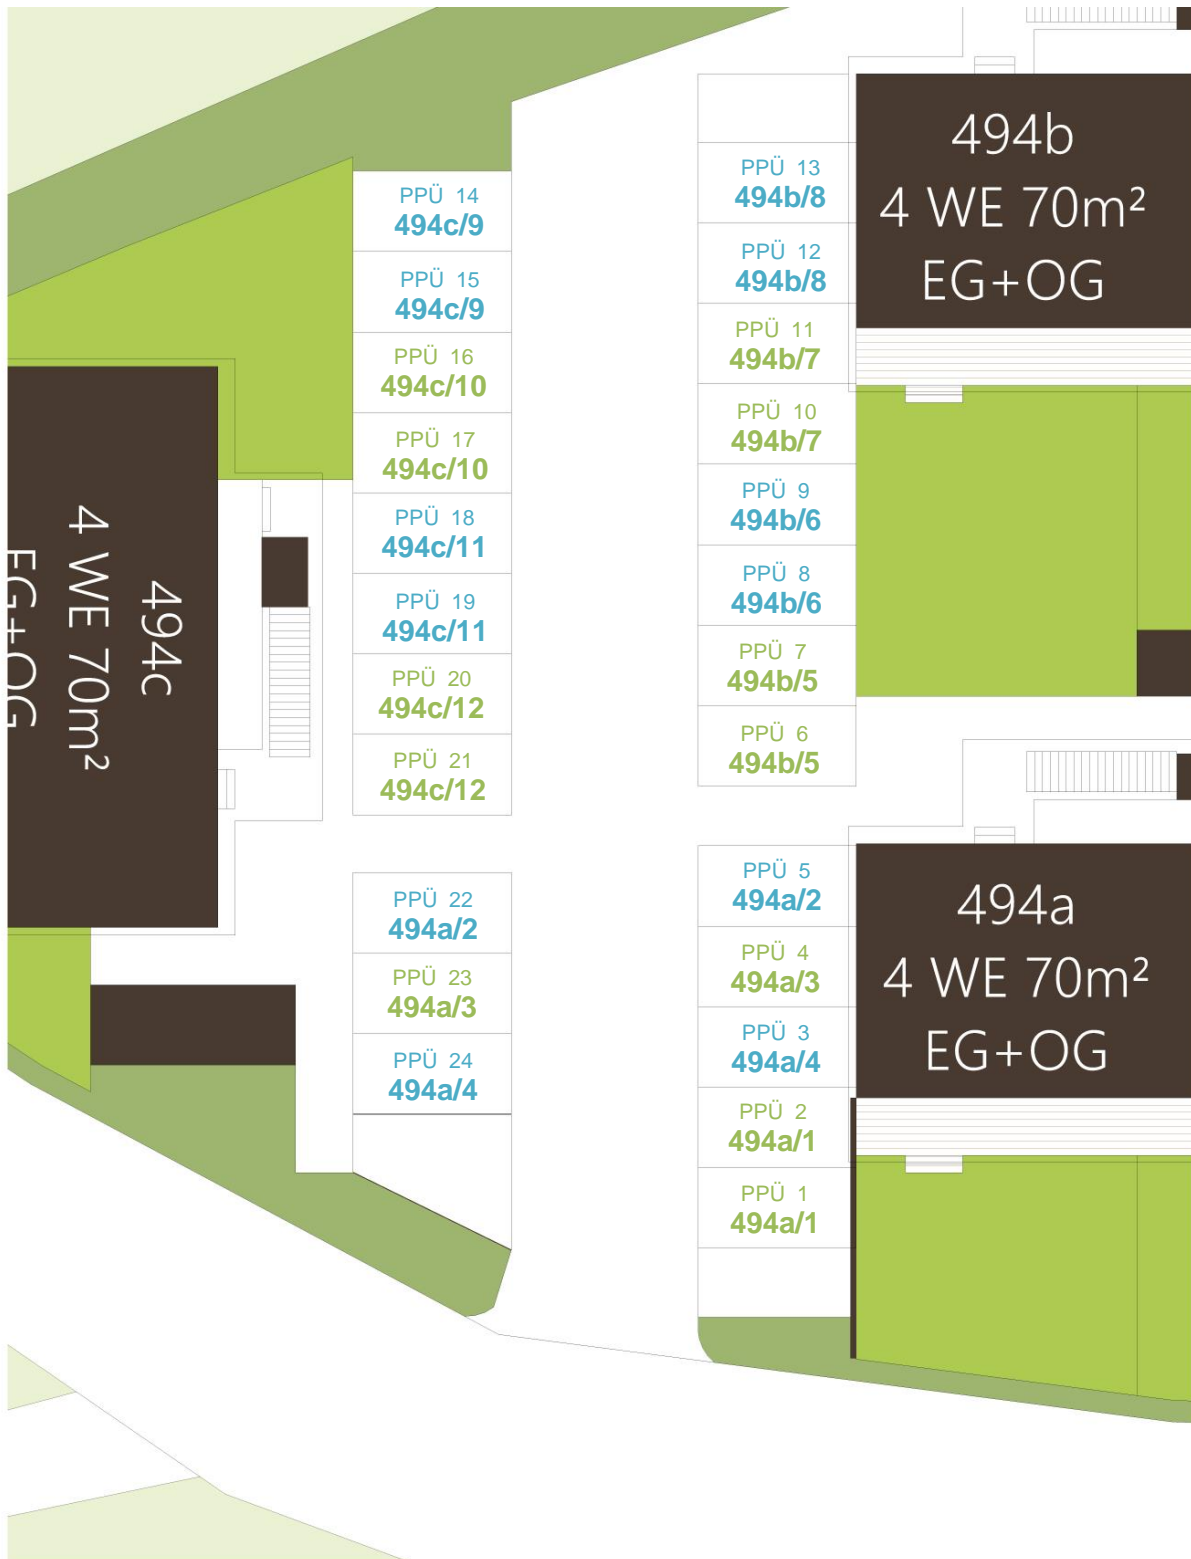 494b
4 WE 70m²
EG+OG
PPÜ 13
494b/8
PPÜ 12
494b/8
PPÜ 11
494b/7
PPÜ 10
494b/7
PPÜ 9
494b/6
PPÜ 8
494b/6
PPÜ 7
494b/5
PPÜ 6
494b/5
PPÜ 14
494c/9
PPÜ 15
494c/9
PPÜ 16
494c/10
PPÜ 17
494c/10
PPÜ 18
494c/11
PPÜ 19
494c/11
PPÜ 20
494c/12
PPÜ 21
494c/12
494c
4 WE 70m²
EG+OG
PPÜ 22
494a/2
PPÜ 23
494a/3
PPÜ 24
494a/4
PPÜ 5
494a/2
PPÜ 4
494a/3
PPÜ 3
494a/4
PPÜ 2
494a/1
PPÜ 1
494a/1
494a
4 WE 70m²
EG+OG